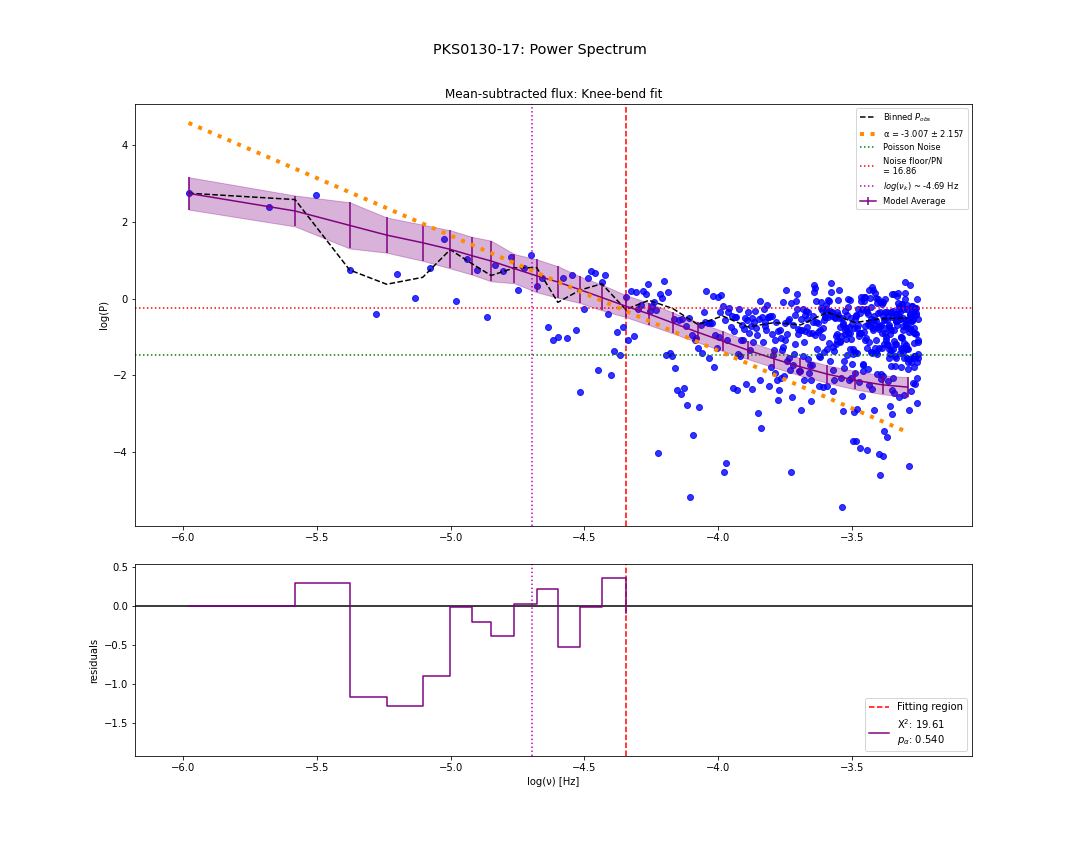 PKS0130-17: Power Spectrum
Mean-subtracted flux: Knee-bend fit
Binned P_obs
α = -3.007 ± 2.157
Poisson Noise
Noise floor/PN
= 16.86
log(ν_k) ~ -4.69 Hz
Model Average
log(P)
4
2
0
−2
−4
−6.0 −5.5 −5.0 −4.5 −4.0 −3.5
residuals
0.5
0.0
−0.5
−1.0
−1.5
Fitting region
X²: 19.61
p_α: 0.540
−6.0 −5.5 −5.0 −4.5 −4.0 −3.5
log(ν) [Hz]